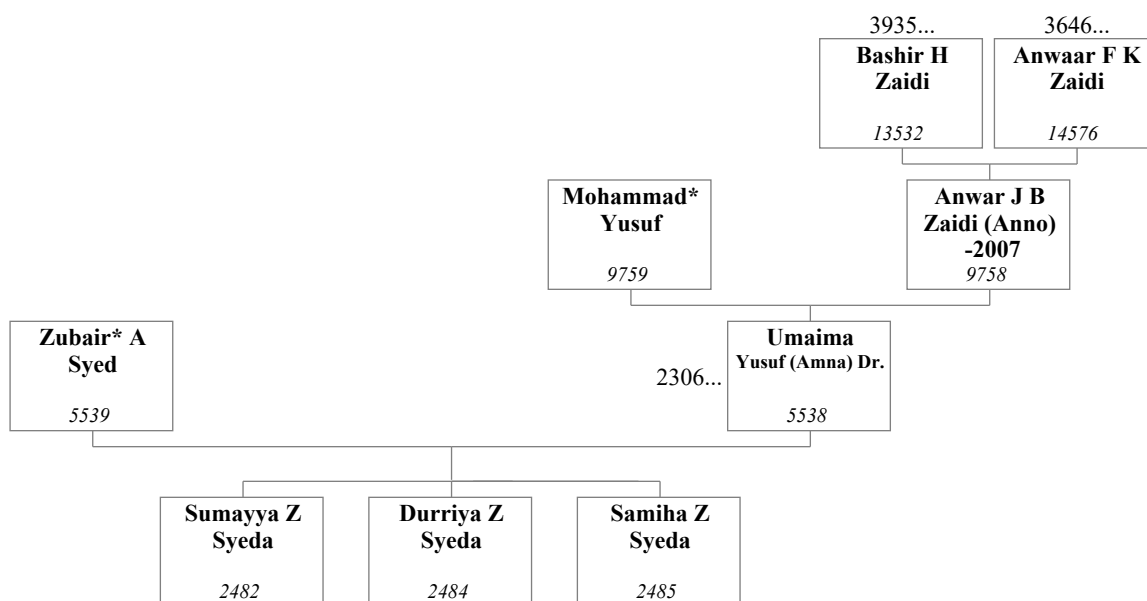 3935...
3646...
Bashir H
Zaidi
13532
Anwaar F K
Zaidi
14576
Mohammad*
Yusuf
9759
Anwar J B
Zaidi (Anno)
-2007
9758
Zubair* A
Syed
5539
2306...
Umaima
Yusuf (Amna) Dr.
5538
Sumayya Z
Syeda
2482
Durriya Z
Syeda
2484
Samiha Z
Syeda
2485